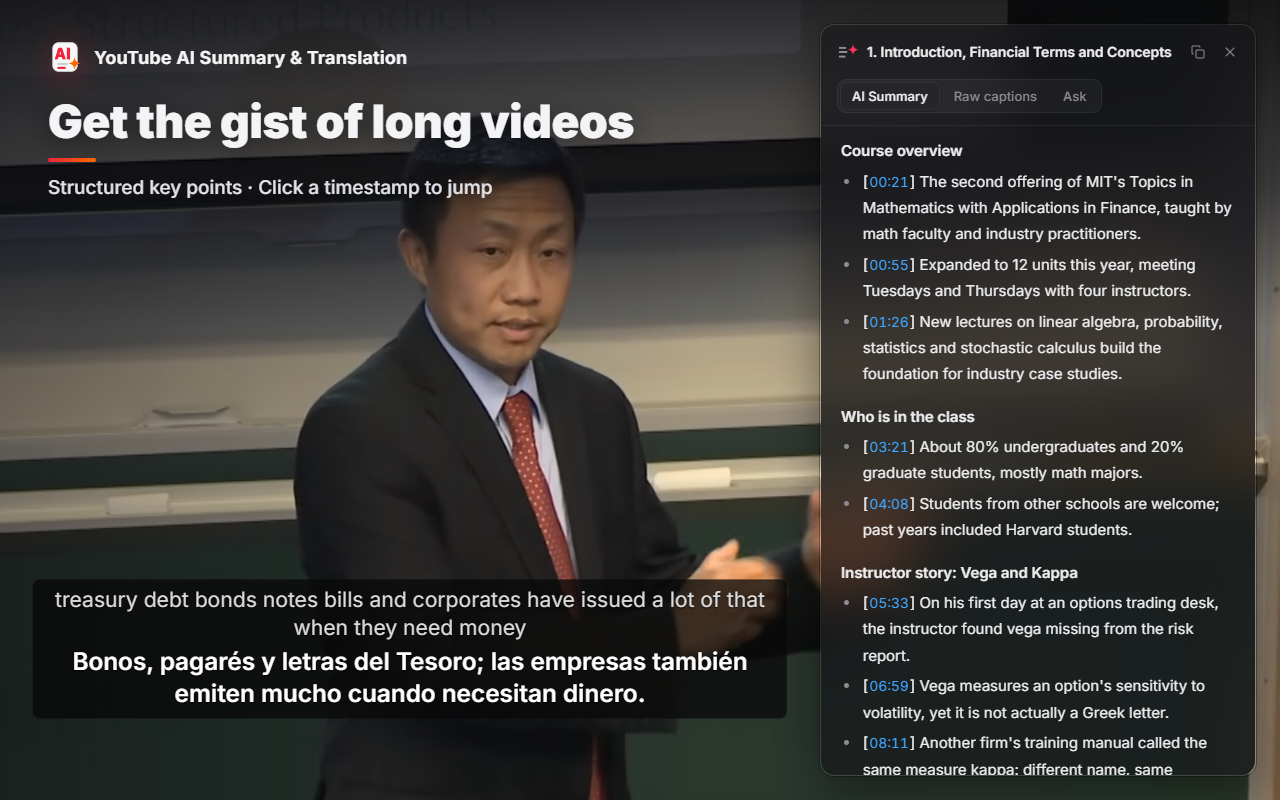 Structured Products
AI
YouTube AI Summary & Translation
Get the gist of long videos
Structured key points · Click a timestamp to jump
treasury debt bonds notes bills and corporates have issued a lot of that
when they need money
Bonos, pagarés y letras del Tesoro; las empresas también
emiten mucho cuando necesitan dinero.
1. Introduction, Financial Terms and Concepts
AI Summary Raw captions Ask
Course overview
• [00:21] The second offering of MIT's Topics in
Mathematics with Applications in Finance, taught by
math faculty and industry practitioners.
• [00:55] Expanded to 12 units this year, meeting
Tuesdays and Thursdays with four instructors.
• [01:26] New lectures on linear algebra, probability,
statistics and stochastic calculus build the
foundation for industry case studies.
Who is in the class
• [03:21] About 80% undergraduates and 20%
graduate students, mostly math majors.
• [04:08] Students from other schools are welcome;
past years included Harvard students.
Instructor story: Vega and Kappa
• [05:33] On his first day at an options trading desk,
the instructor found vega missing from the risk
report.
• [06:59] Vega measures an option's sensitivity to
volatility, yet it is not actually a Greek letter.
• [08:11] Another firm's training manual called the
same measure kappa: different name, same